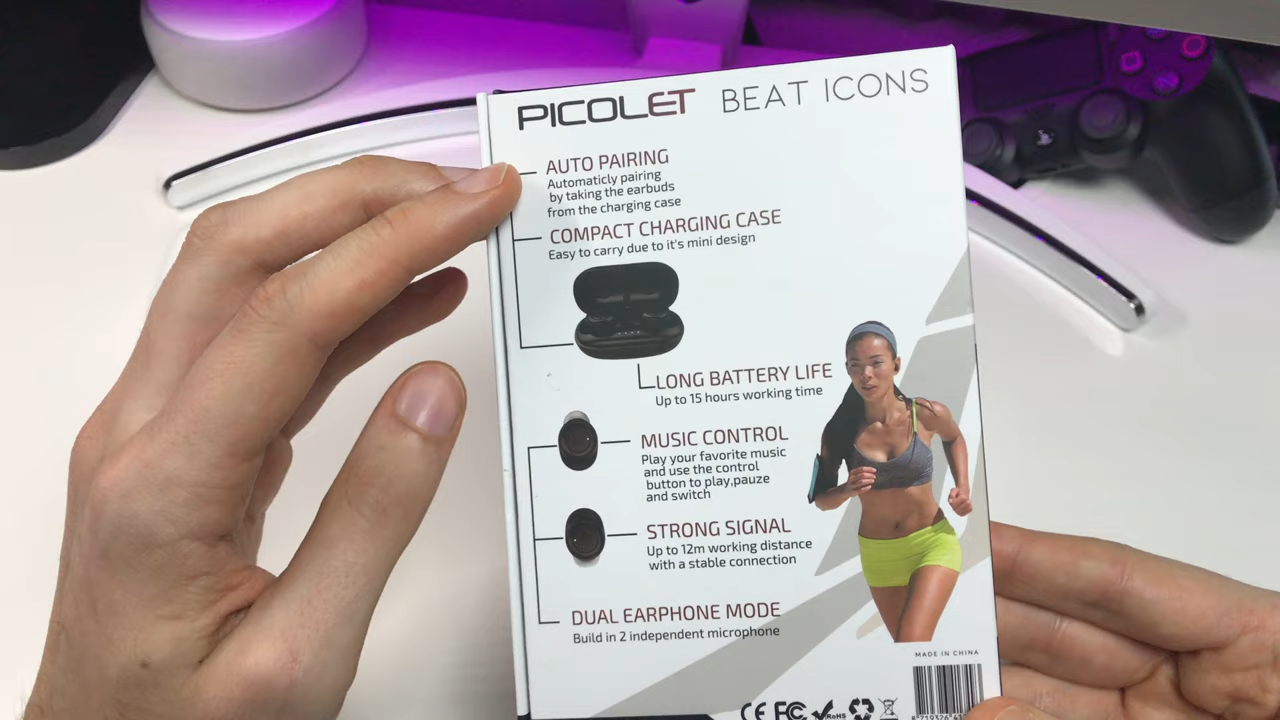 PICOLET BEAT ICONS
AUTO PAIRING
Automaticly pairing
by taking the earbuds
from the charging case
COMPACT CHARGING CASE
Easy to carry due to it's mini design
LONG BATTERY LIFE
Up to 15 hours working time
MUSIC CONTROL
Play your favorite music
and use the control
button to play,pauze
and switch
STRONG SIGNAL
Up to 12m working distance
with a stable connection
DUAL EARPHONE MODE
Build in 2 independent microphone
MADE IN CHINA
CE FC RoHS